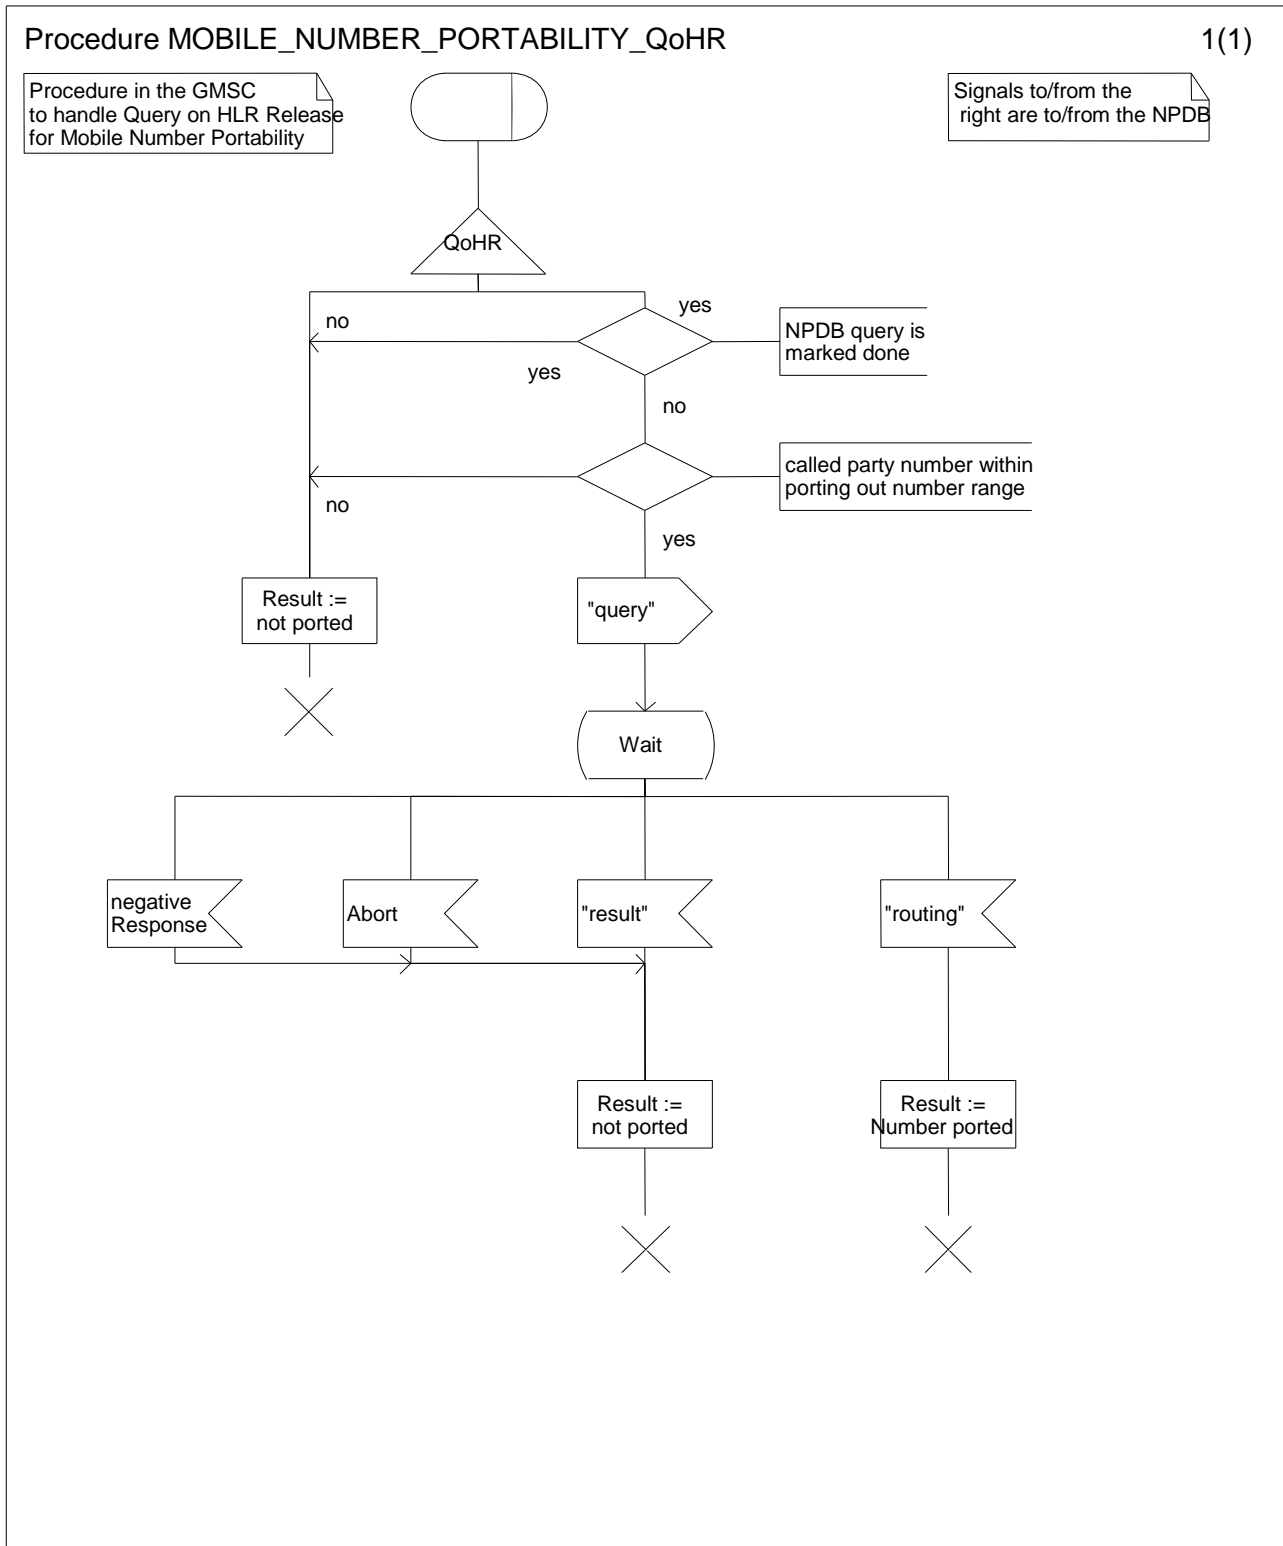 Procedure MOBILE_NUMBER_PORTABILITY_QoHR
1(1)
Procedure in the GMSC
to handle Query on HLR Release
for Mobile Number Portability
Signals to/from the
right are to/from the NPDB
QoHR
yes
no
NPDB query is
marked done
yes
no
called party number within
porting out number range
no
yes
Result :=
not ported
"query"
Wait
negative
Response
Abort
"result"
"routing"
Result :=
not ported
Result :=
Number ported